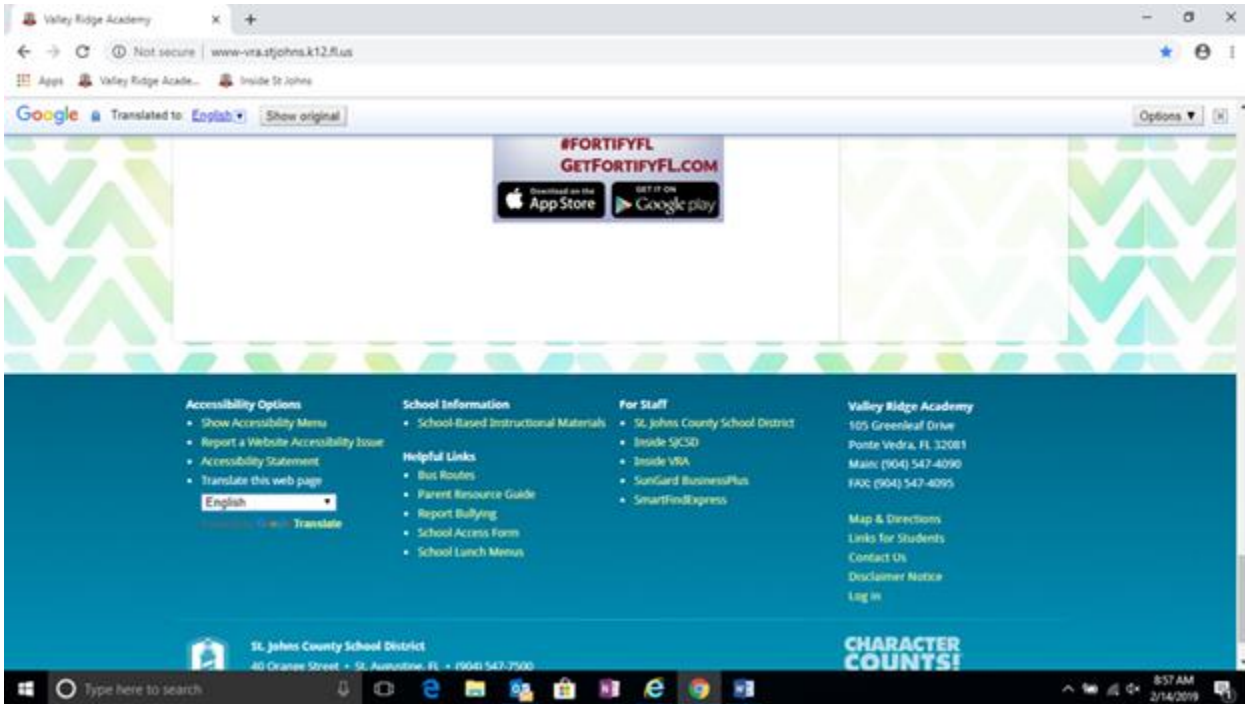 Valley Ridge Academy
Not secure | www-vra.stjohns.k12.fl.us
Apps Valley Ridge Acade... Inside St Johns
Google Translated to: English Show original Options
#FORTIFYFL
GETFORTIFYFL.COM
Download on the App Store
GET IT ON Google play
Accessibility Options
Show Accessibility Menu
Report a Website Accessibility Issue
Accessibility Statement
Translate this web page
English
Translate
School Information
School-Based Instructional Materials
Helpful Links
Bus Routes
Parent Resource Guide
Report Bullying
School Access Form
School Lunch Menus
For Staff
St. Johns County School District
Inside SJCSD
Inside VRA
SunGard BusinessPlus
SmartFindExpress
Valley Ridge Academy
105 Greenleaf Drive
Ponte Vedra, FL 32081
Main: (904) 547-4090
FAX: (904) 547-4095
Map & Directions
Links for Students
Contact Us
Disclaimer Notice
Log in
St. Johns County School District
40 Orange Street • St. Augustine, FL • (904) 547-7500
CHARACTER
COUNTS!
Type here to search
8:57 AM
2/14/2019